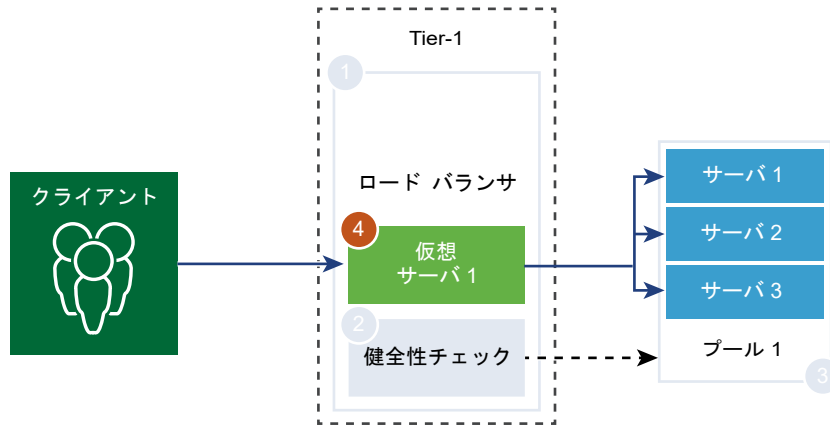 Tier-1
1
ロード バランサ
クライアント
4
仮想
サーバ 1
2
健全性チェック
サーバ 1
サーバ 2
サーバ 3
プール 1
3